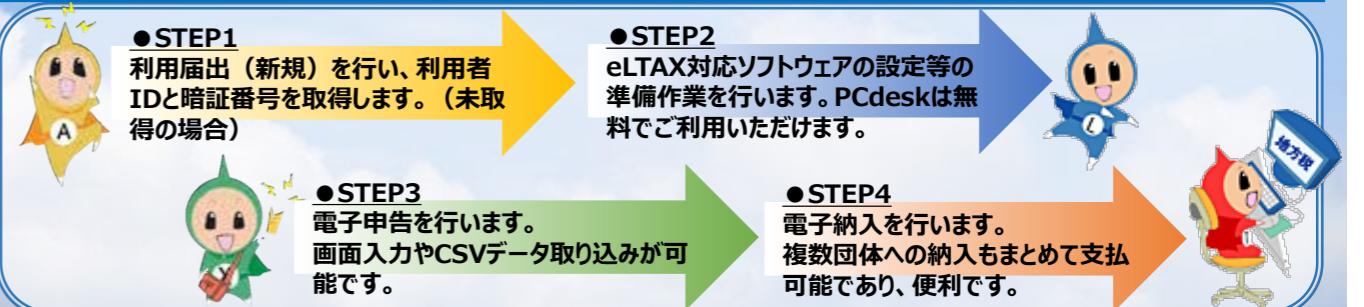 ●STEP1
利用届出（新規）を行い、利用者
IDと暗証番号を取得します。（未取
得の場合）
●STEP2
eLTAX対応ソフトウェアの設定等の
準備作業を行います。PCdeskは無
料でご利用いただけます。
A
L
地方税
●STEP3
電子申告を行います。
画面入力やCSVデータ取り込みが可
能です。
●STEP4
電子納入を行います。
複数団体への納入もまとめて支払
可能であり、便利です。
Y